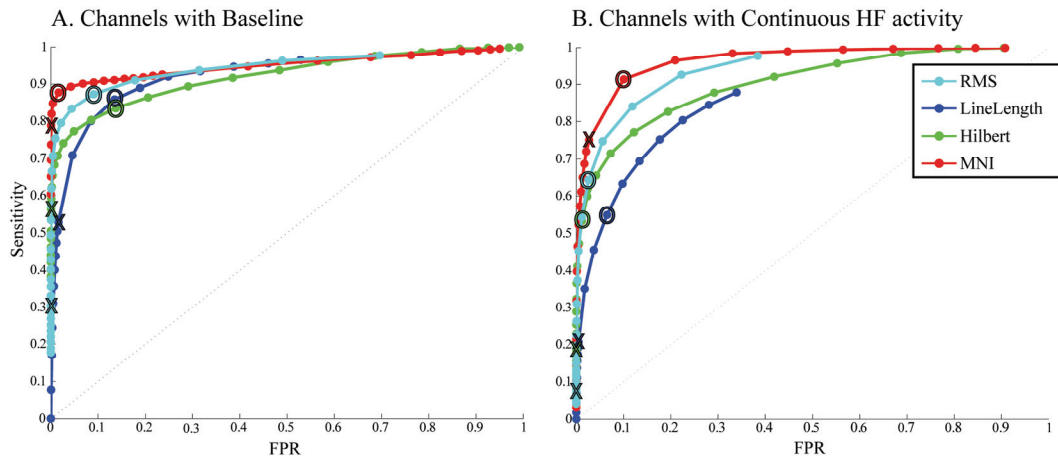 A. Channels with Baseline
B. Channels with Continuous HF activity
Sensitivity
1
0.9
0.8
0.7
0.6
0.5
0.4
0.3
0.2
0.1
0
0 0.1 0.2 0.3 0.4 0.5 0.6 0.7 0.8 0.9 1
FPR
1
0.9
0.8
0.7
0.6
0.5
0.4
0.3
0.2
0.1
0
0 0.1 0.2 0.3 0.4 0.5 0.6 0.7 0.8 0.9 1
FPR
RMS
LineLength
Hilbert
MNI